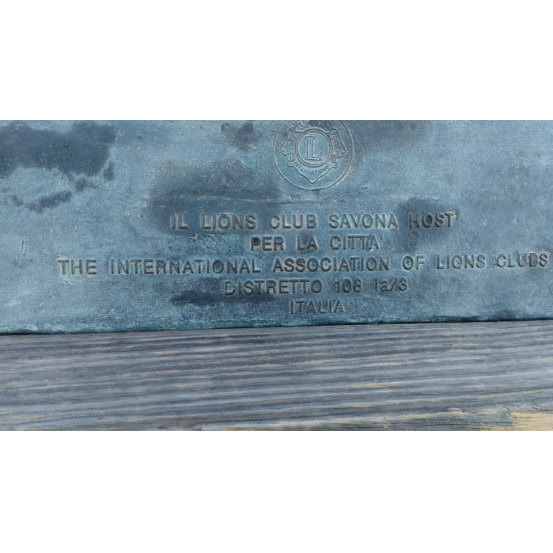 L
IL LIONS CLUB SAVONA HOST
PER LA CITTA'
THE INTERNATIONAL ASSOCIATION OF LIONS CLUBS
DISTRETTO 108 Ia/3
ITALIA